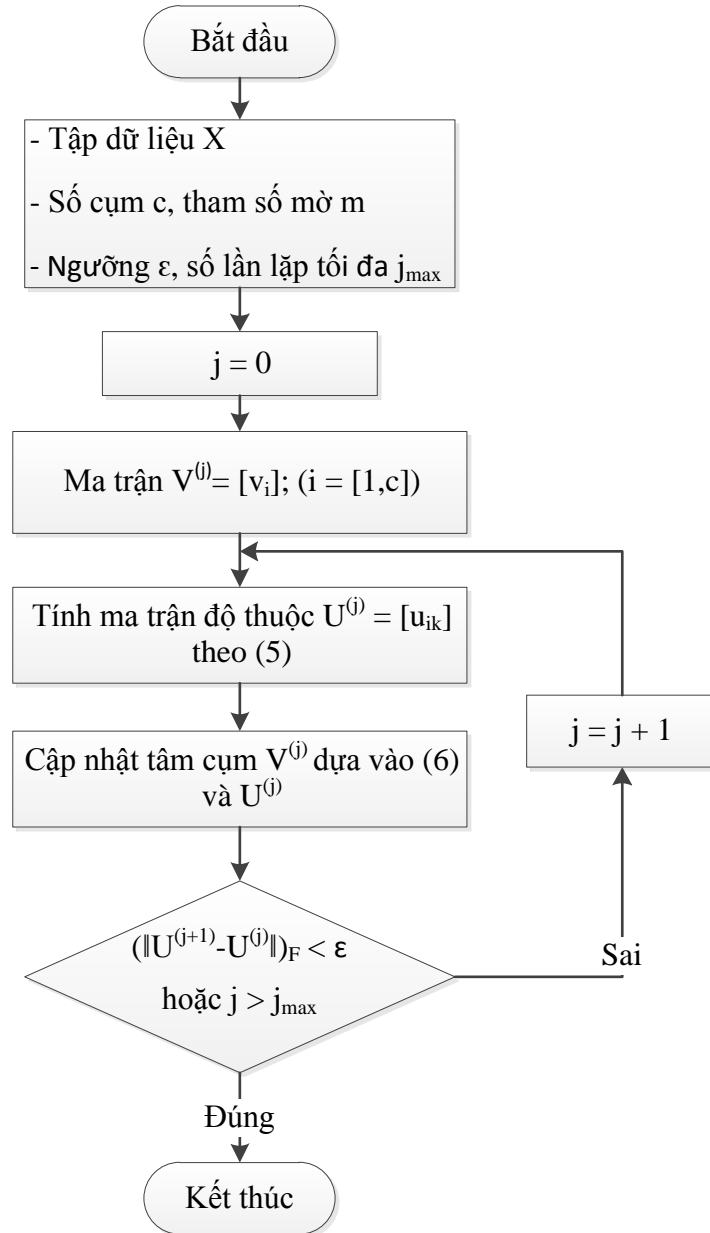 Bắt đầu
- Tập dữ liệu X
- Số cụm c, tham số mờ m
- Ngưỡng ε, số lần lặp tối đa jmax
j = 0
Ma trận V(j)= [vi]; (i = [1,c])
Tính ma trận độ thuộc U(j) = [uik]
theo (5)
Cập nhật tâm cụm V(j) dựa vào (6)
và U(j)
j = j + 1
(‖U(j+1)-U(j)‖)F < ε
hoặc j > jmax
Sai
Đúng
Kết thúc